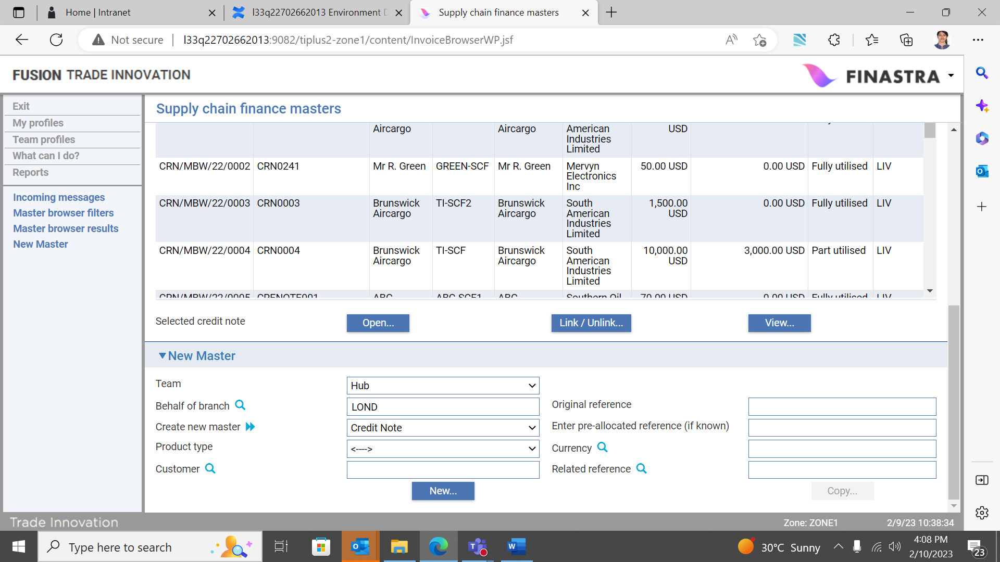 Home | Intranet
l33q22702662013 Environment D
Supply chain finance masters
Not secure
l33q22702662013:9082/tiplus2-zone1/content/InvoiceBrowserWP.jsf
FUSION TRADE INNOVATION
FINASTRA
Exit
My profiles
Team profiles
What can I do?
Reports
Incoming messages
Master browser filters
Master browser results
New Master
Supply chain finance masters
Aircargo Aircargo American USD
Industries
Limited
CRN/MBW/22/0002 CRN0241 Mr R. Green GREEN-SCF Mr R. Green Mervyn 50.00 USD 0.00 USD Fully utilised LIV
Electronics
Inc
CRN/MBW/22/0003 CRN0003 Brunswick TI-SCF2 Brunswick South 1,500.00 0.00 USD Fully utilised LIV
Aircargo Aircargo American USD
Industries
Limited
CRN/MBW/22/0004 CRN0004 Brunswick TI-SCF Brunswick South 10,000.00 3,000.00 USD Part utilised LIV
Aircargo Aircargo American USD
Industries
Limited
CRN/MBW/22/0005 CRENOTE001 ABC ABC-SCF1 ABC Southern Oil 70.00 USD 0.00 USD Fully utilised LIV
Selected credit note Open... Link / Unlink... View...
New Master
Team Hub
Behalf of branch LOND Original reference
Create new master Credit Note Enter pre-allocated reference (if known)
Product type <----> Currency
Customer Related reference
New... Copy...
Trade Innovation Zone: ZONE1 2/9/23 10:38:34
Type here to search
30°C Sunny
4:08 PM
2/10/2023
23